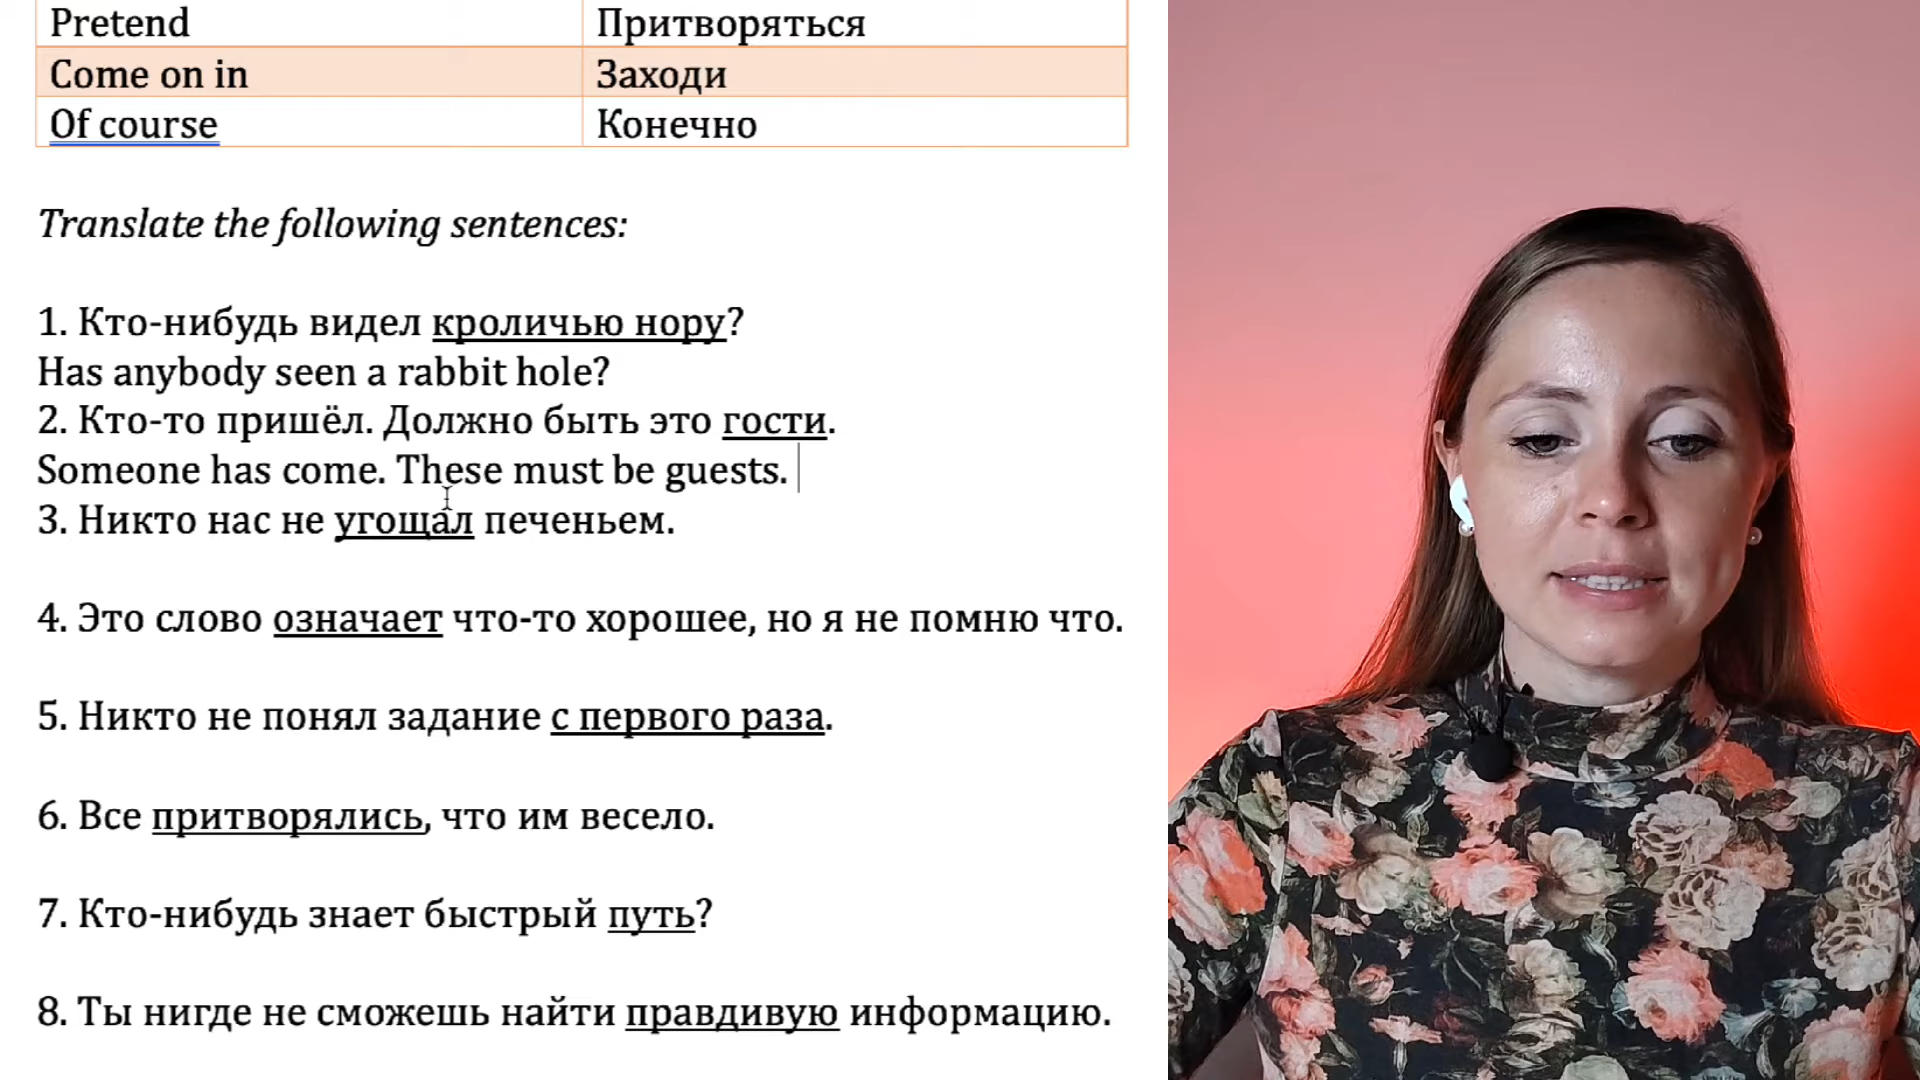 Pretend Притворяться
Come on in Заходи
Of course Конечно
Translate the following sentences:
1. Кто-нибудь видел кроличью нору?
Has anybody seen a rabbit hole?
2. Кто-то пришёл. Должно быть это гости.
Someone has come. These must be guests.
3. Никто нас не угощал печеньем.
4. Это слово означает что-то хорошее, но я не помню что.
5. Никто не понял задание с первого раза.
6. Все притворялись, что им весело.
7. Кто-нибудь знает быстрый путь?
8. Ты нигде не сможешь найти правдивую информацию.